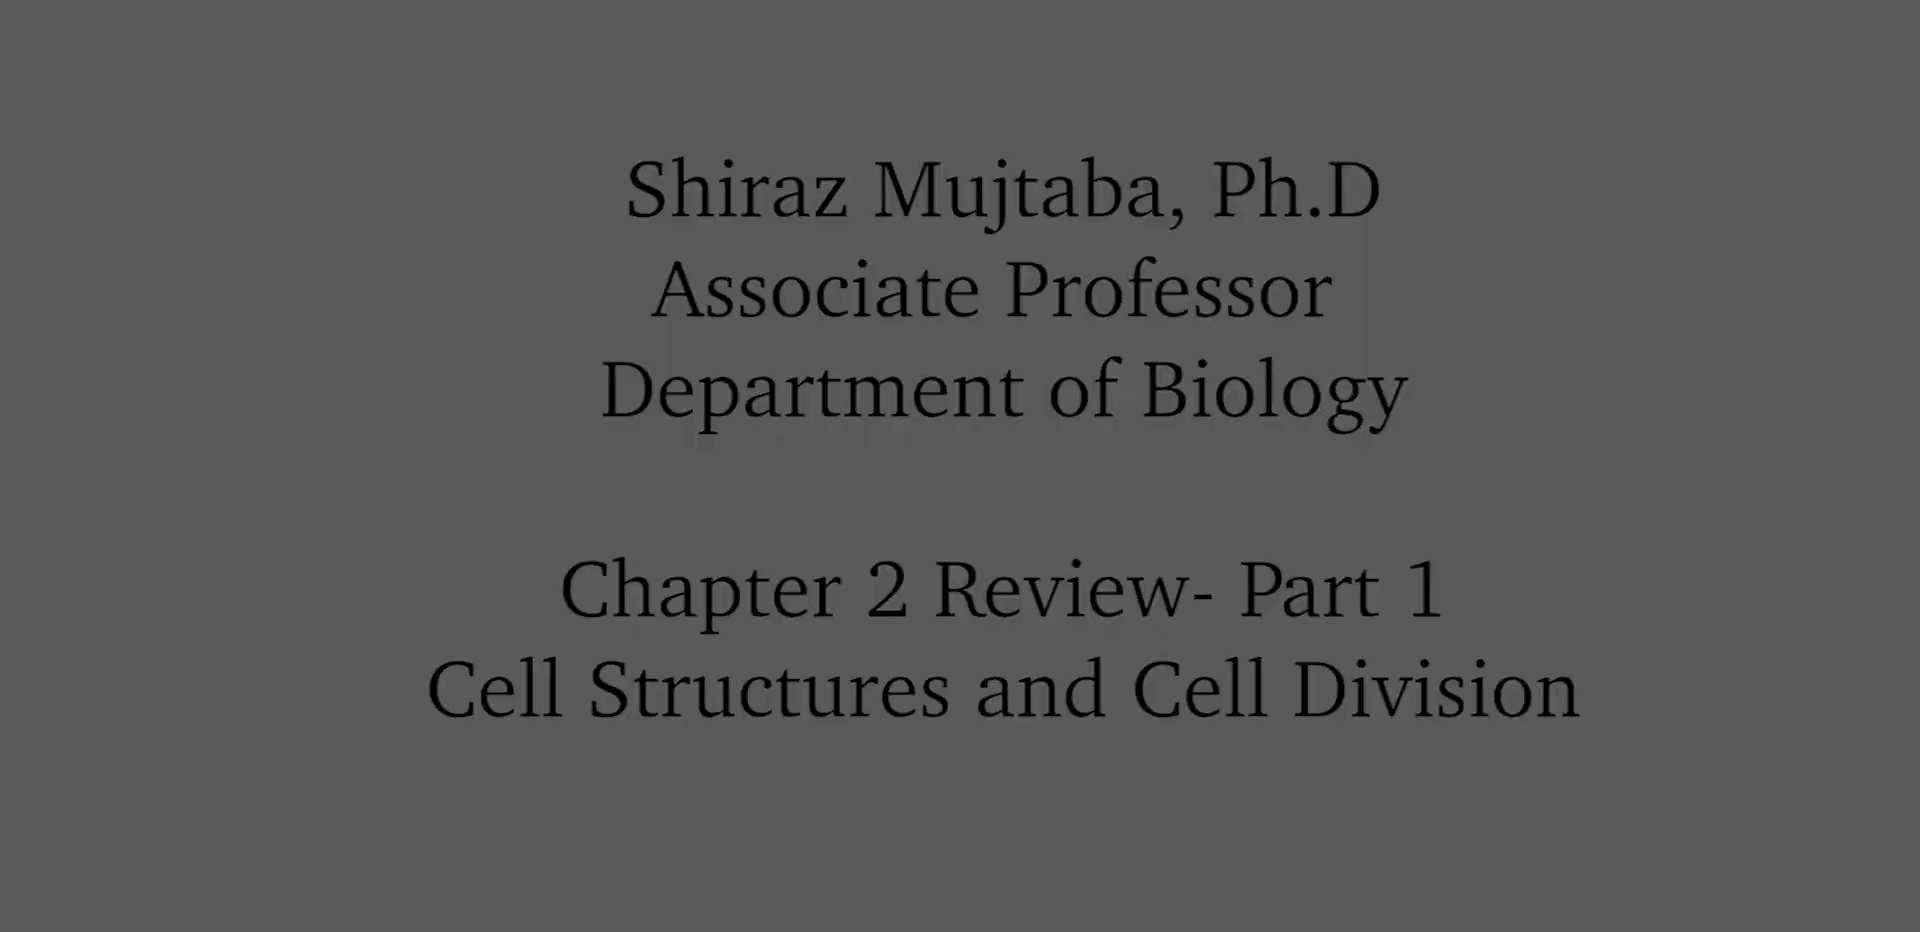 Shiraz Mujtaba, Ph.D
Associate Professor
Department of Biology
Chapter 2 Review- Part 1
Cell Structures and Cell Division